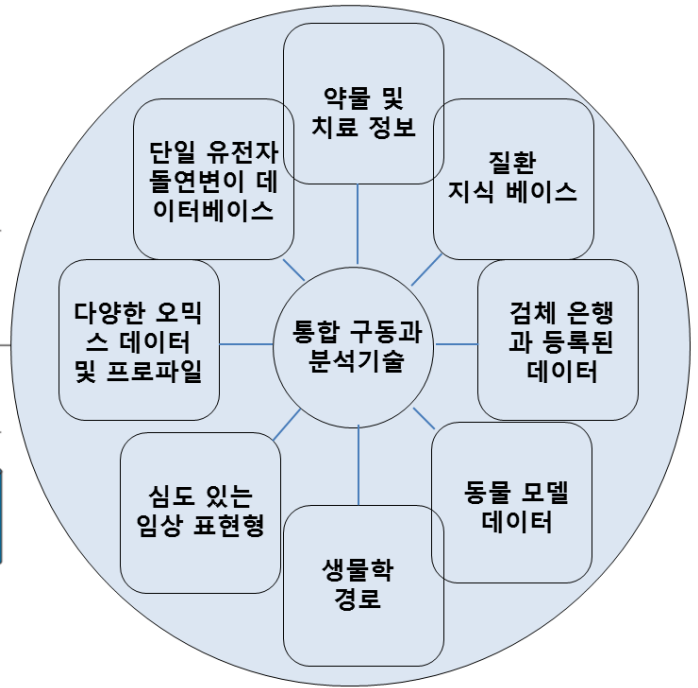 약물 및
치료 정보
단일 유전자
돌연변이 데
이터베이스
질환
지식 베이스
다양한 오믹
스 데이터
및 프로파일
통합 구동과
분석기술
검체 은행
과 등록된
데이터
심도 있는
임상 표현형
동물 모델
데이터
생물학
경로